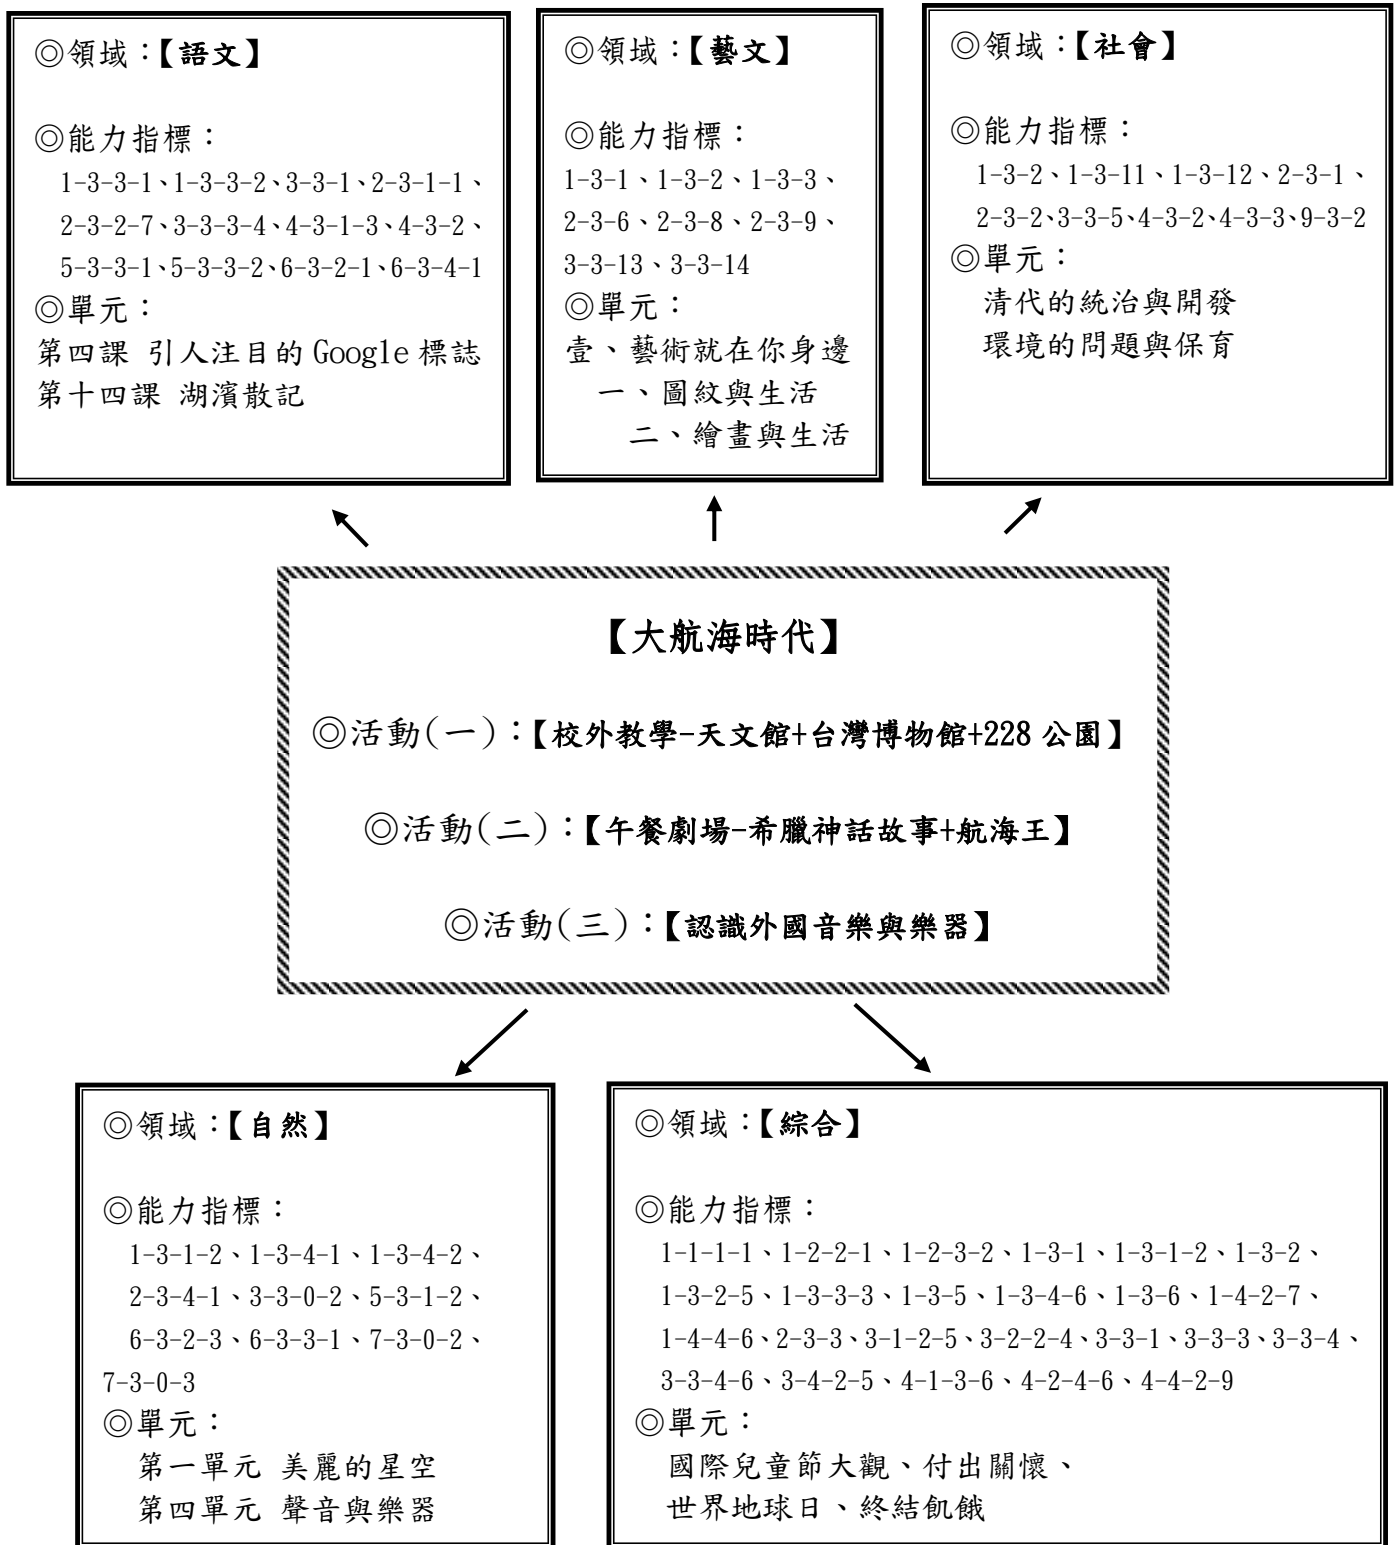 ◎領域：【語文】
◎能力指標：
1-3-3-1、1-3-3-2、3-3-1、2-3-1-1、
2-3-2-7、3-3-3-4、4-3-1-3、4-3-2、
5-3-3-1、5-3-3-2、6-3-2-1、6-3-4-1
◎單元：
第四課 引人注目的 Google 標誌
第十四課 湖濱散記
◎領域：【藝文】
◎能力指標：
1-3-1、1-3-2、1-3-3、
2-3-6、2-3-8、2-3-9、
3-3-13、3-3-14
◎單元：
壹、藝術就在你身邊
一、圖紋與生活
二、繪畫與生活
◎領域：【社會】
◎能力指標：
1-3-2、1-3-11、1-3-12、2-3-1、
2-3-2、3-3-5、4-3-2、4-3-3、9-3-2
◎單元：
清代的統治與開發
環境的問題與保育
【大航海時代】
◎活動(一)：【校外教學-天文館+台灣博物館+228 公園】
◎活動(二)：【午餐劇場-希臘神話故事+航海王】
◎活動(三)：【認識外國音樂與樂器】
◎領域：【自然】
◎能力指標：
1-3-1-2、1-3-4-1、1-3-4-2、
2-3-4-1、3-3-0-2、5-3-1-2、
6-3-2-3、6-3-3-1、7-3-0-2、
7-3-0-3
◎單元：
第一單元 美麗的星空
第四單元 聲音與樂器
◎領域：【綜合】
◎能力指標：
1-1-1-1、1-2-2-1、1-2-3-2、1-3-1、1-3-1-2、1-3-2、
1-3-2-5、1-3-3-3、1-3-5、1-3-4-6、1-3-6、1-4-2-7、
1-4-4-6、2-3-3、3-1-2-5、3-2-2-4、3-3-1、3-3-3、3-3-4、
3-3-4-6、3-4-2-5、4-1-3-6、4-2-4-6、4-4-2-9
◎單元：
國際兒童節大觀、付出關懷、
世界地球日、終結飢餓